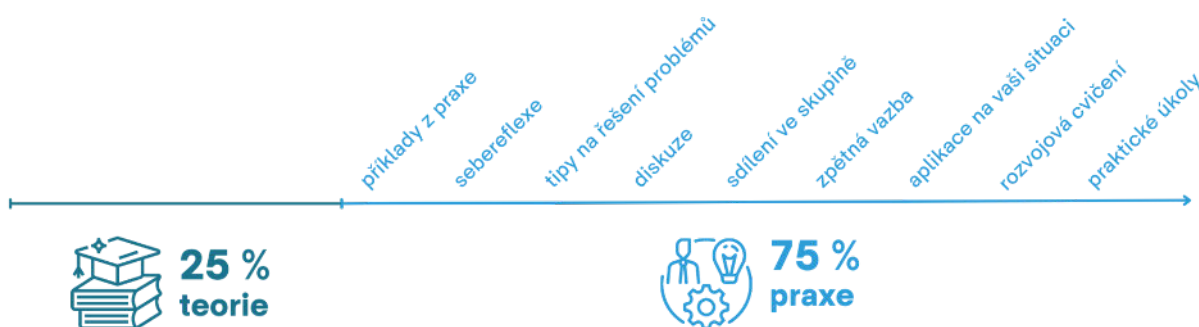 příklady z praxe
sebereflexe
tipy na řešení problémů
diskuze
sdílení ve skupině
zpětná vazba
aplikace na vaši situaci
rozvojová cvičení
praktické úkoly
25 %
teorie
75 %
praxe